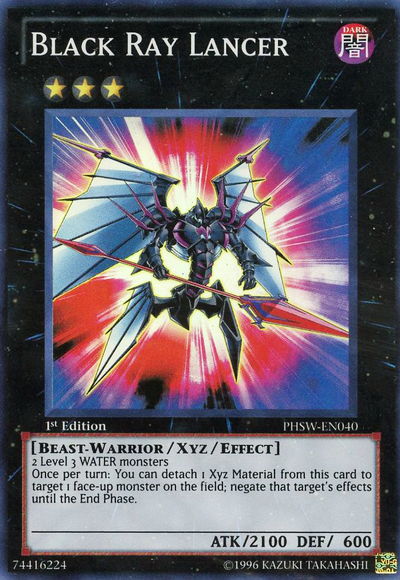 BLACK RAY LANCER
DARK
闇
1st Edition
PHSW-EN040
[BEAST-WARRIOR/XYZ/EFFECT]
2 Level 3 WATER monsters
Once per turn: You can detach 1 Xyz Material from this card to
target 1 face-up monster on the field; negate that target's effects
until the End Phase.
ATK/2100 DEF/ 600
74416224
©1996 KAZUKI TAKAHASHI